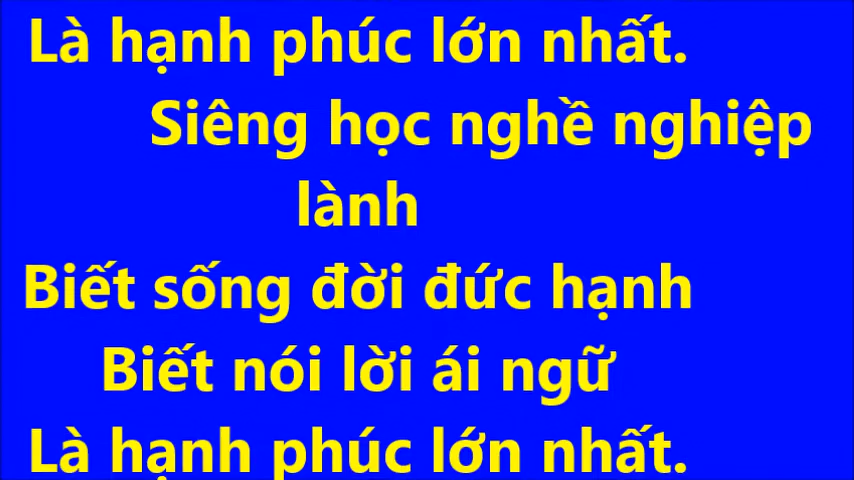 Là hạnh phúc lớn nhất.
Siêng học nghề nghiệp
lành
Biết sống đời đức hạnh
Biết nói lời ái ngữ
Là hạnh phúc lớn nhất.